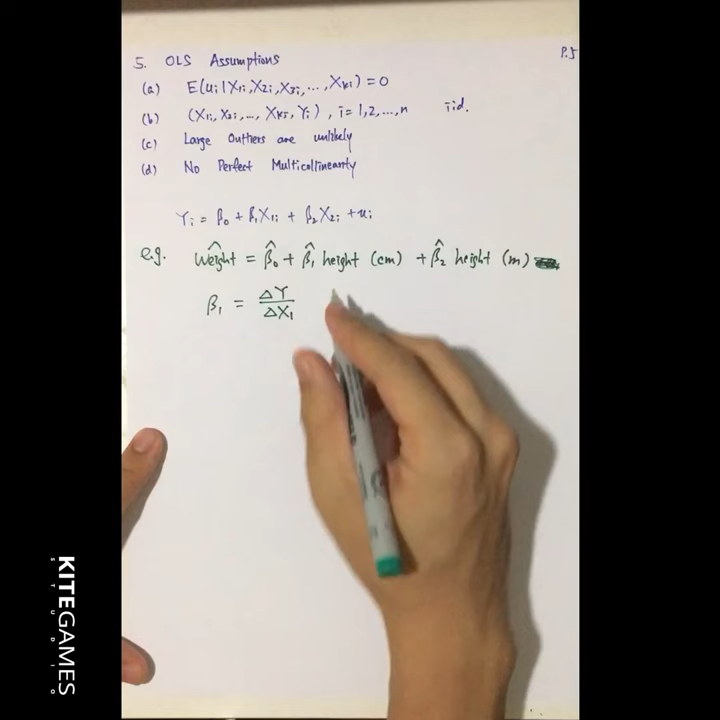 P.5
5. OLS Assumptions
(a) E(uᵢ | X₁ᵢ, X₂ᵢ, X₃ᵢ, ..., Xₖᵢ) = 0
(b) (X₁ᵢ, X₂ᵢ, ..., Xₖᵢ, Yᵢ), i = 1, 2, ..., n iid.
(c) Large Outliers are unlikely
(d) No Perfect Multicollinearity
Yᵢ = β₀ + β₁X₁ᵢ + β₂X₂ᵢ + uᵢ
e.g. Weight̂ = β̂₀ + β̂₁ height (cm) + β̂₂ height (m)
β₁ = ΔY / ΔX₁
KITEGAMES
STUDIO